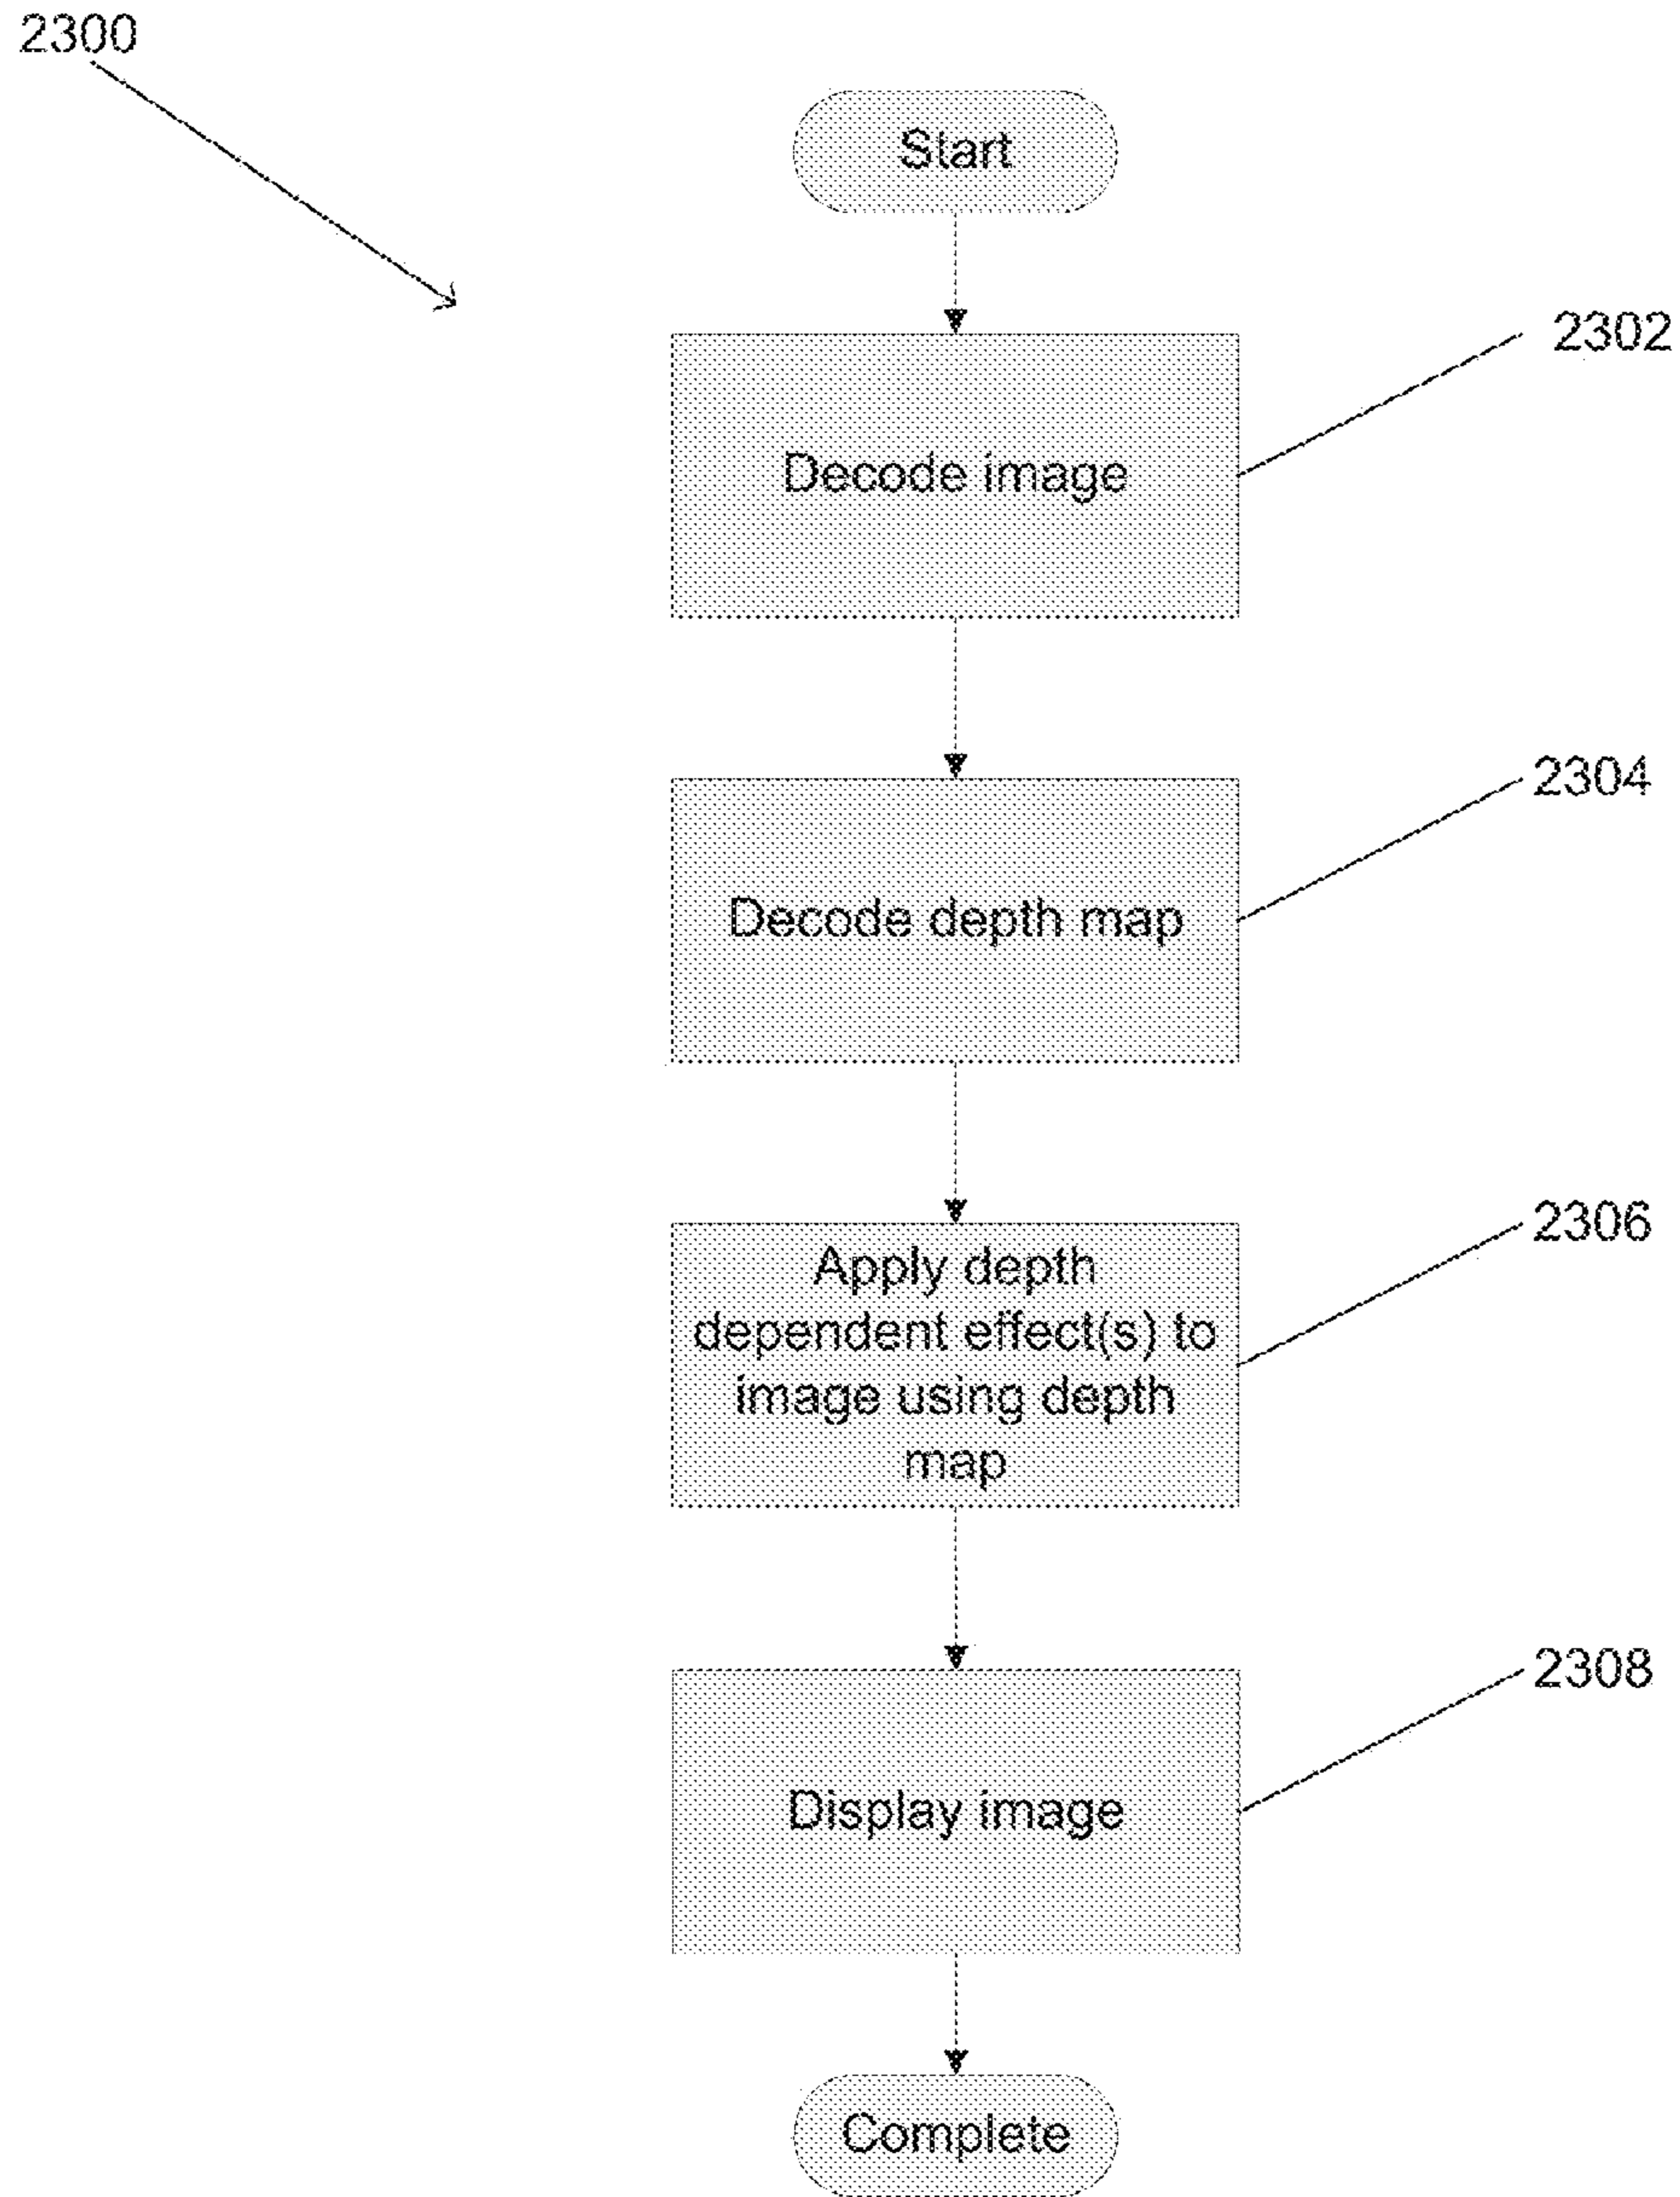 2300
Start
2302
Decode image
2304
Decode depth map
2306
Apply depth
dependent effect(s) to
image using depth
map
2308
Display image
Complete